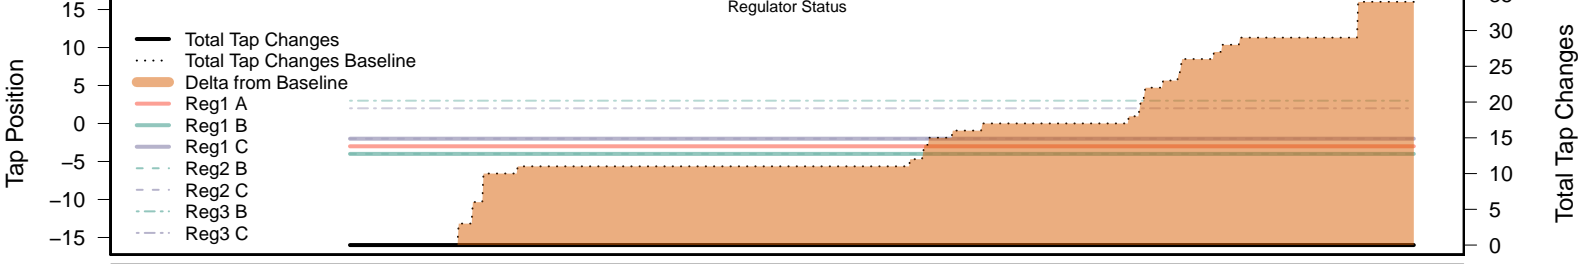 Regulator Status
Tap Position
15
10
5
0
−5
−10
−15
Total Tap Changes
Total Tap Changes Baseline
Delta from Baseline
Reg1 A
Reg1 B
Reg1 C
Reg2 B
Reg2 C
Reg3 B
Reg3 C
30
25
20
15
10
5
0
Total Tap Changes